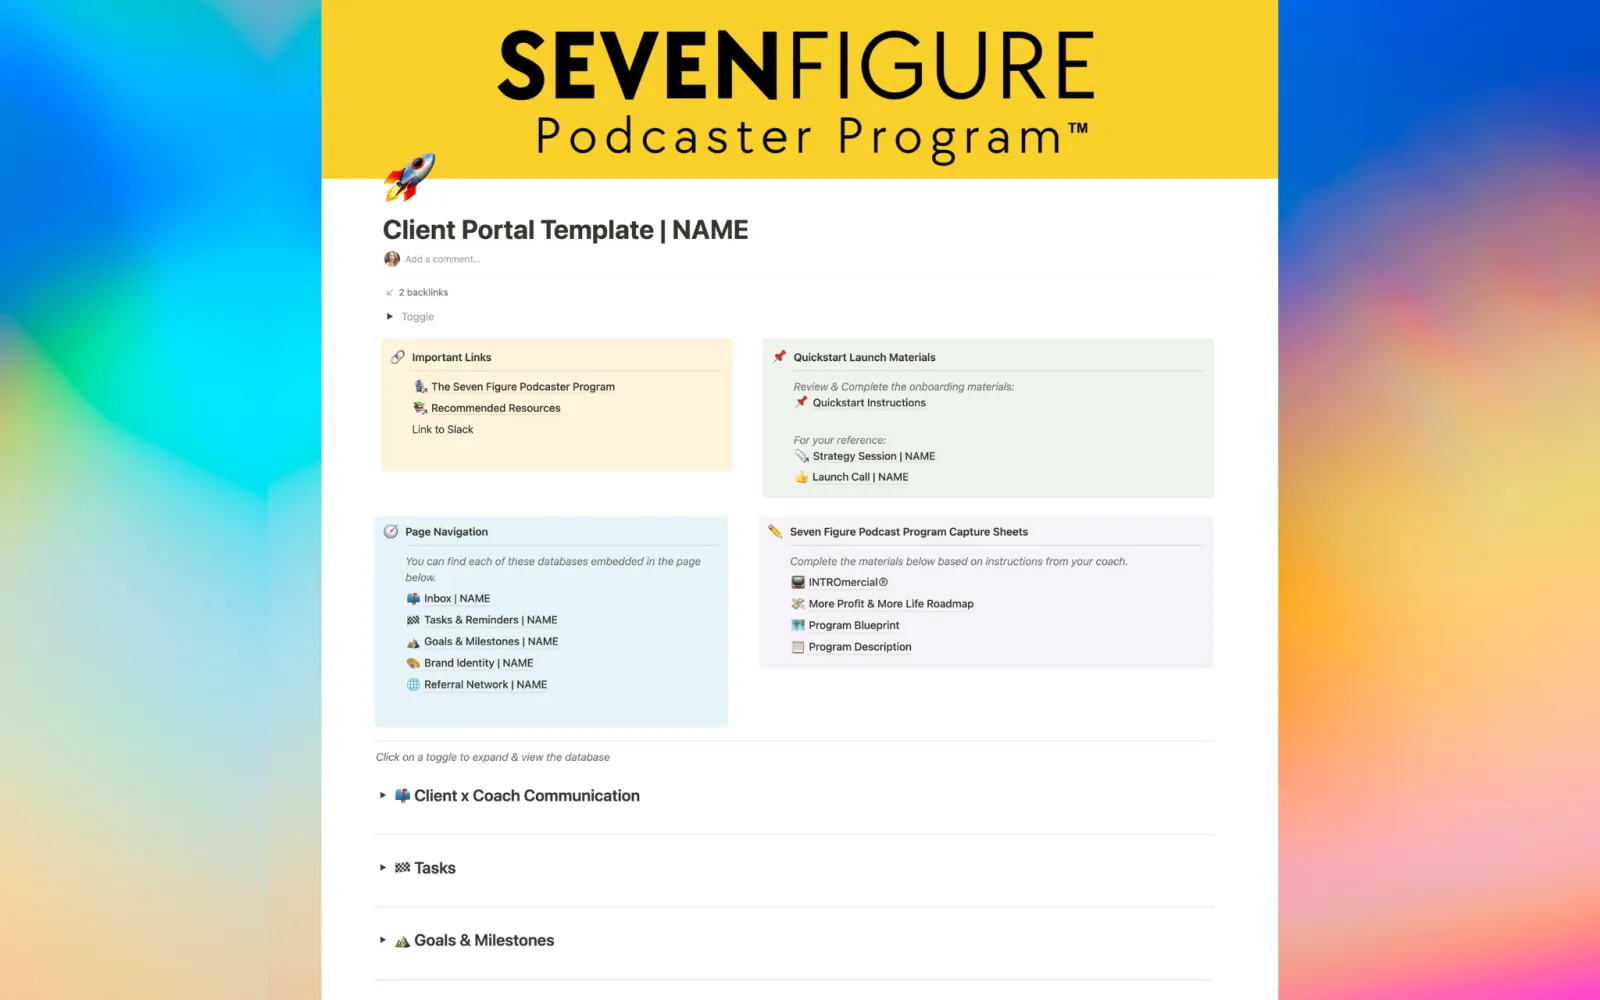 SEVENFIGURE
Podcaster Program™
Client Portal Template | NAME
Add a comment...
2 backlinks
Toggle
Important Links
The Seven Figure Podcaster Program
Recommended Resources
Link to Slack
Quickstart Launch Materials
Review & Complete the onboarding materials:
Quickstart Instructions
For your reference:
Strategy Session | NAME
Launch Call | NAME
Page Navigation
You can find each of these databases embedded in the page
below.
Inbox | NAME
Tasks & Reminders | NAME
Goals & Milestones | NAME
Brand Identity | NAME
Referral Network | NAME
Seven Figure Podcast Program Capture Sheets
Complete the materials below based on instructions from your coach.
INTROmercial®
More Profit & More Life Roadmap
Program Blueprint
Program Description
Click on a toggle to expand & view the database
Client x Coach Communication
Tasks
Goals & Milestones